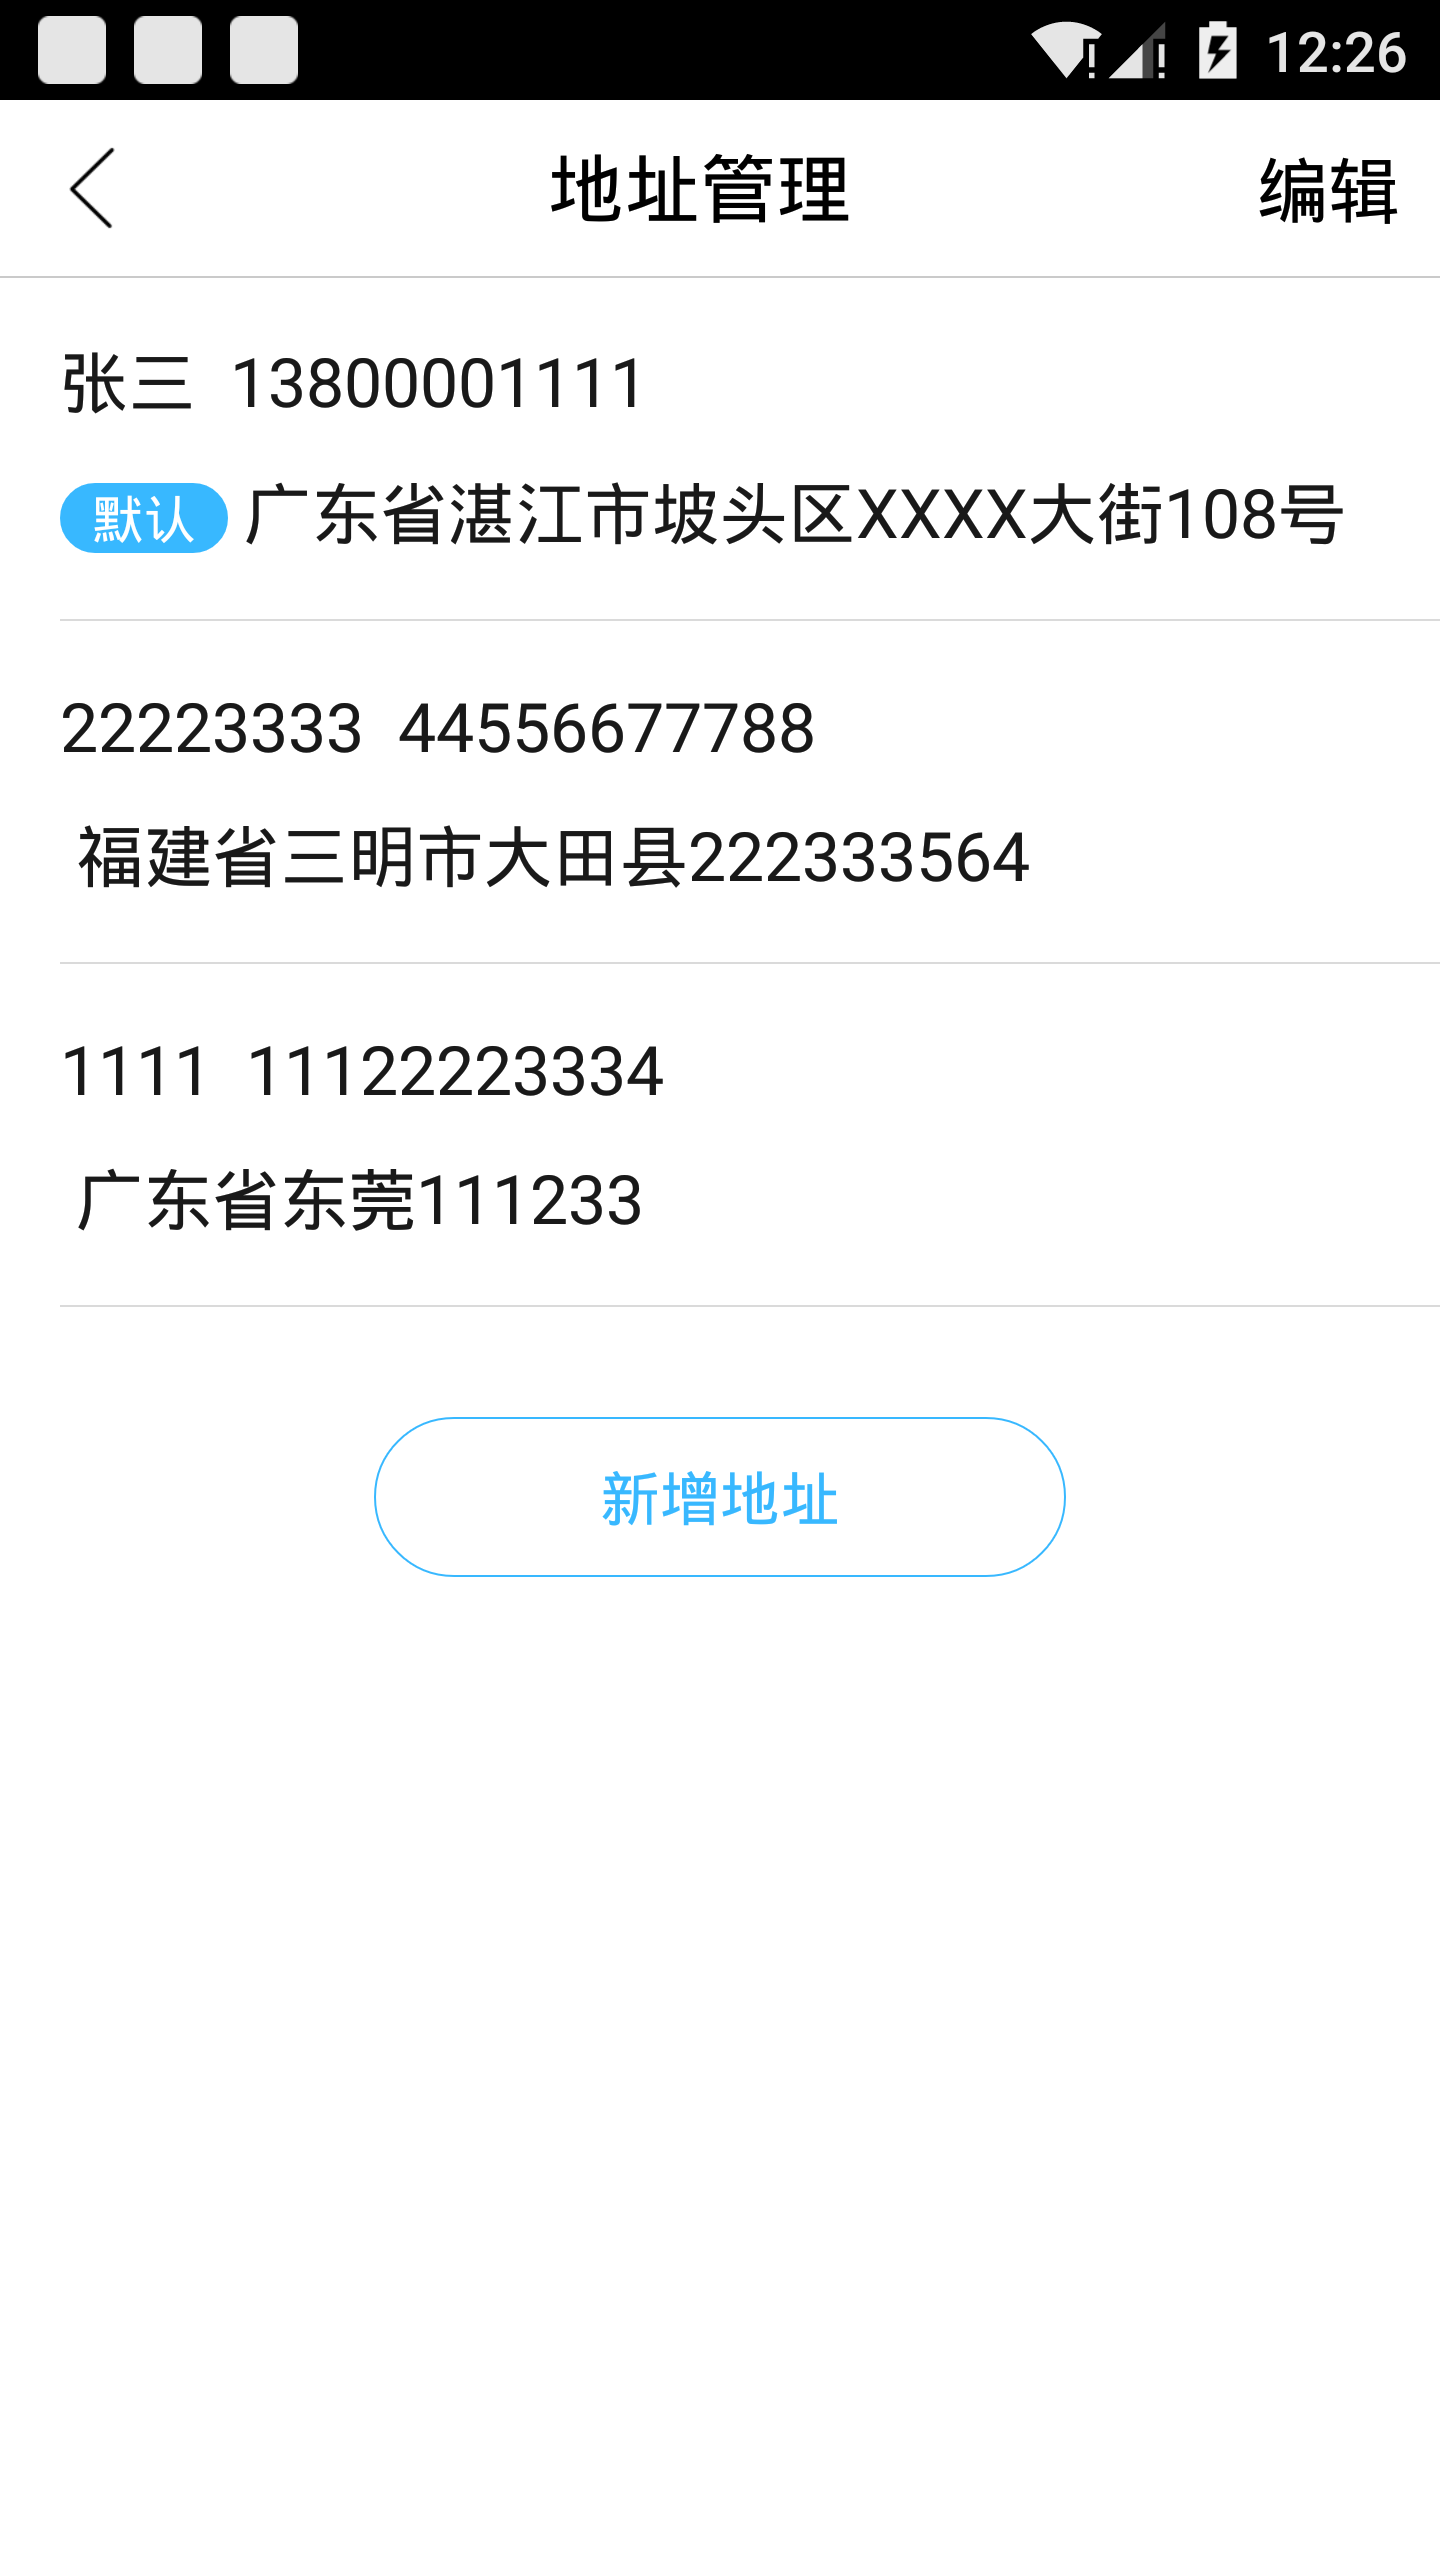 12:26
地址管理 编辑
张三 13800001111
默认 广东省湛江市坡头区XXXX大街108号
22223333 44556677788
福建省三明市大田县222333564
1111 11122223334
广东省东莞111233
新增地址